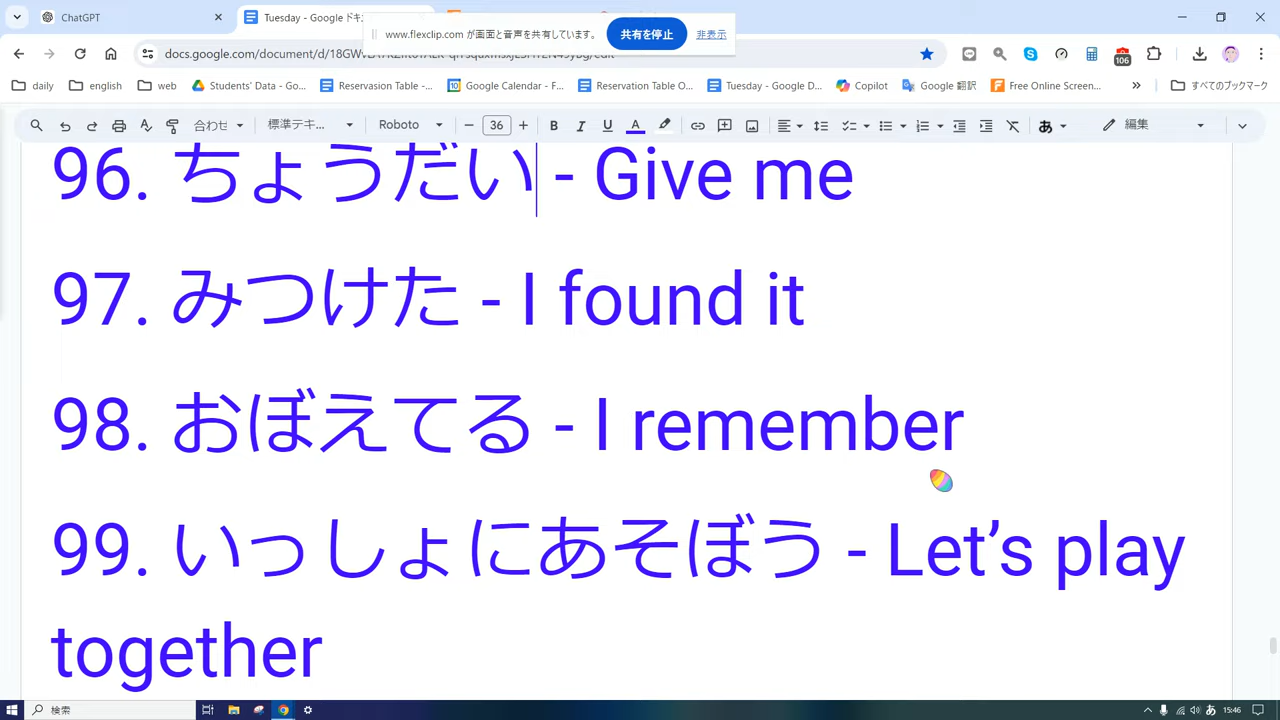 ChatGPT
Tuesday - Google ドキ
www.flexclip.com が画面と音声を共有しています。 共有を停止 非表示
daily english web Students' Data - Go... Reservasion Table -... Google Calendar - F... Reservation Table O... Tuesday - Google D... Copilot Google 翻訳 Free Online Screen... すべてのブックマーク
106
合わせ 標準テキ... Roboto 36 B I U A あ 編集
96. ちょうだい - Give me
97. みつけた - I found it
98. おぼえてる - I remember
99. いっしょにあそぼう - Let's play
together
検索 あ 15:46